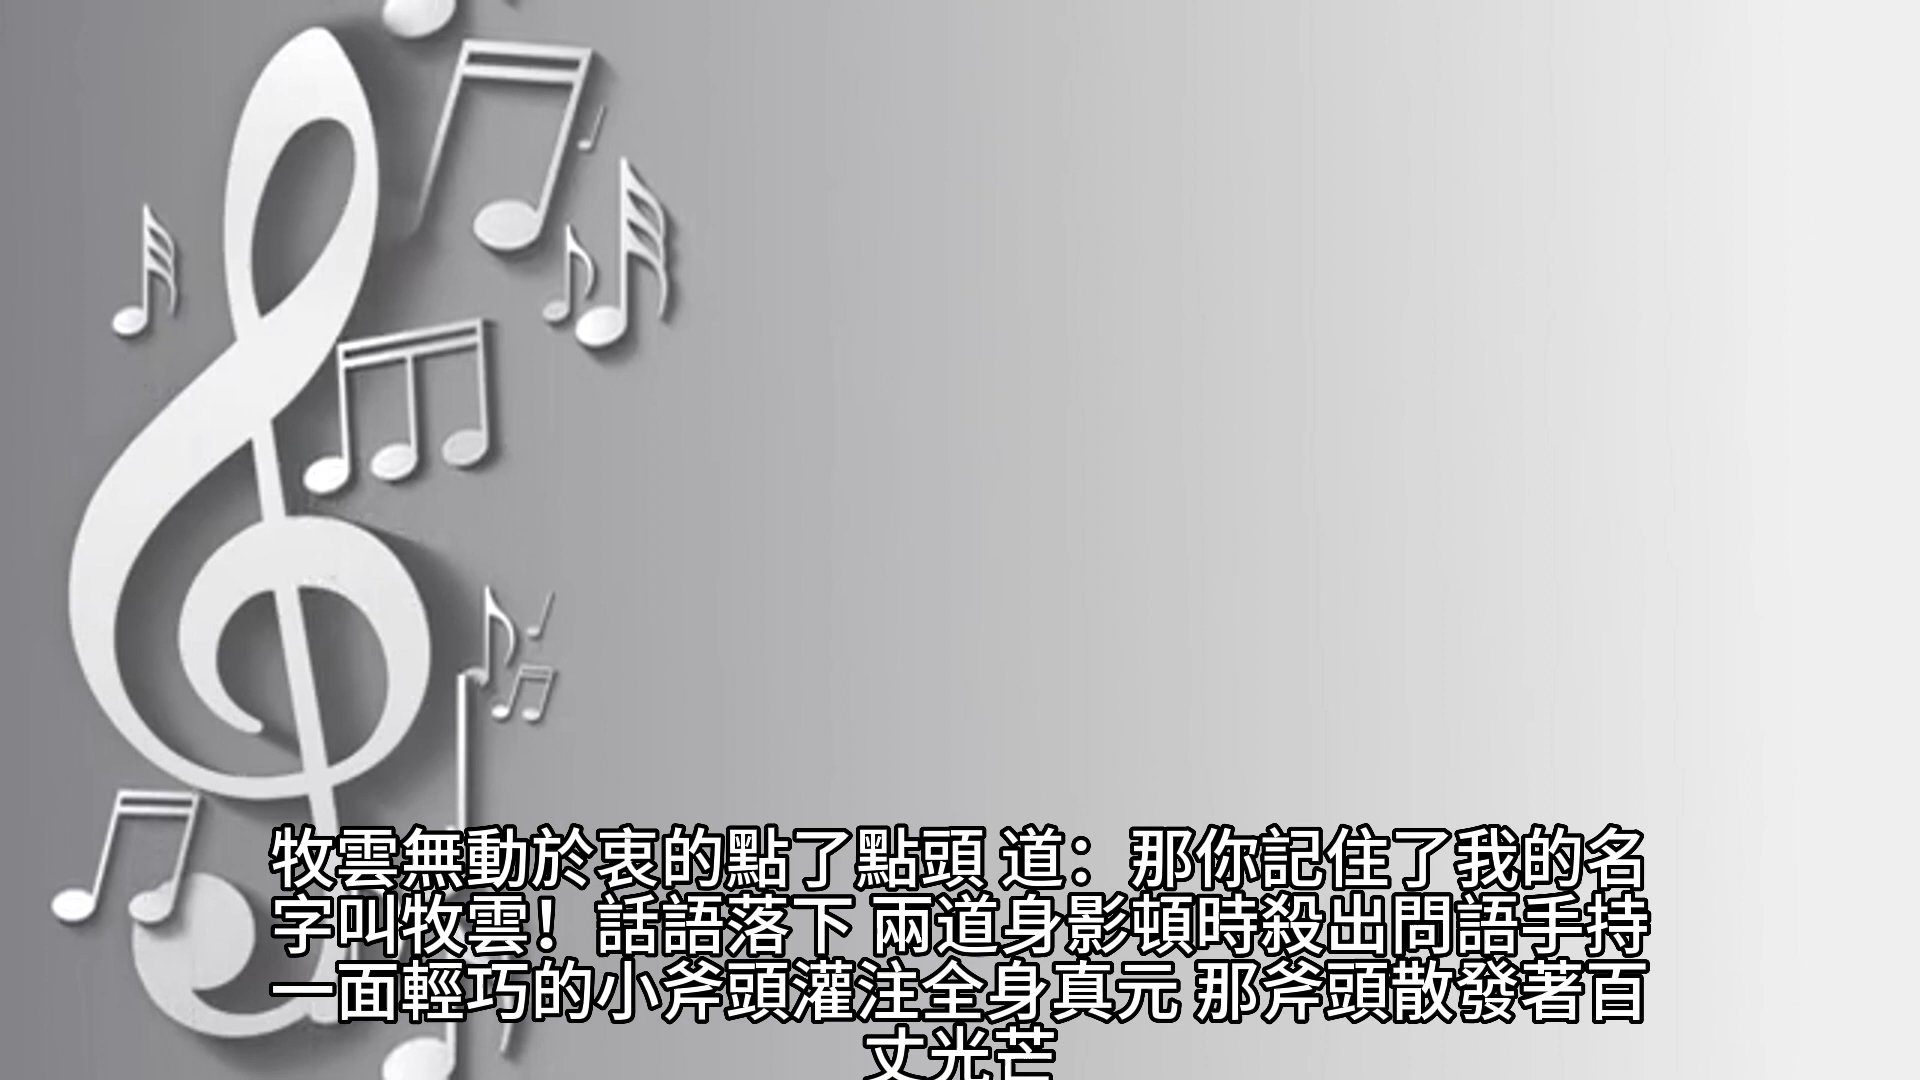 牧雲無動於衷的點了點頭 道：那你記住了我的名
字叫牧雲！話語落下 兩道身影頓時殺出問語手持
一面輕巧的小斧頭灌注全身真元 那斧頭散發著百
丈光芒